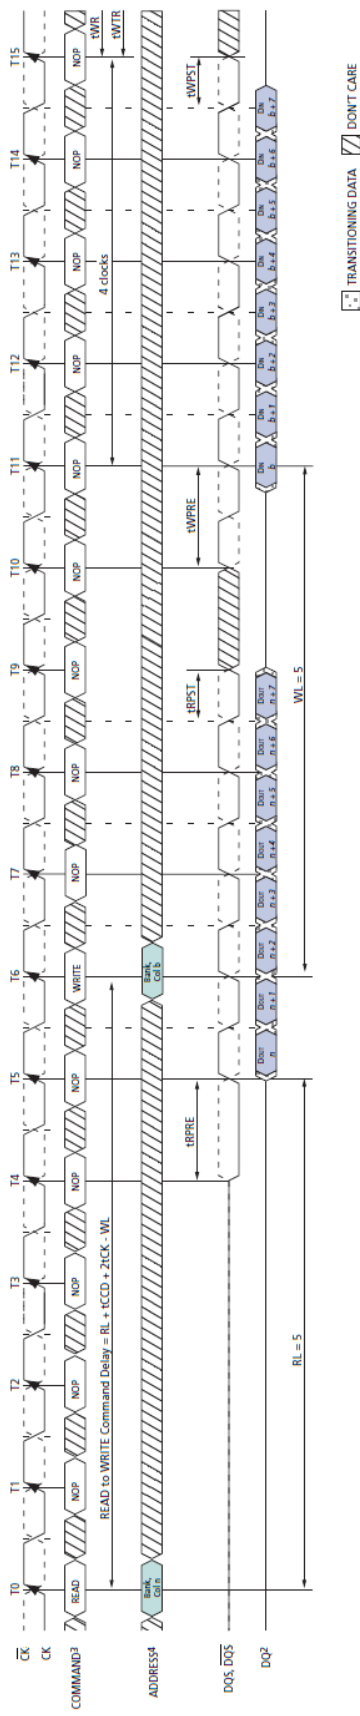 T0 T1 T2 T3 T4 T5 T6 T7 T8 T9 T10 T11 T12 T13 T14 T15
CK
CK
COMMAND3 READ NOP NOP NOP NOP NOP WRITE NOP NOP NOP NOP NOP NOP NOP NOP NOP
READ to WRITE Command Delay = RL + tCCD + 2tCK - WL
4 clocks
tWR
tWTR
ADDRESS4 Bank, Col n Bank, Col b
tRPRE tRPST tWPRE tWPST
DQS, DQS
DQ2 DOUT n DOUT n + 1 DOUT n + 2 DOUT n + 3 DOUT n + 4 DOUT n + 5 DOUT n + 6 DOUT n + 7 DIN b DIN b + 1 DIN b + 2 DIN b + 3 DIN b + 4 DIN b + 5 DIN b + 6 DIN b + 7
RL = 5 WL = 5
TRANSITIONING DATA DON'T CARE